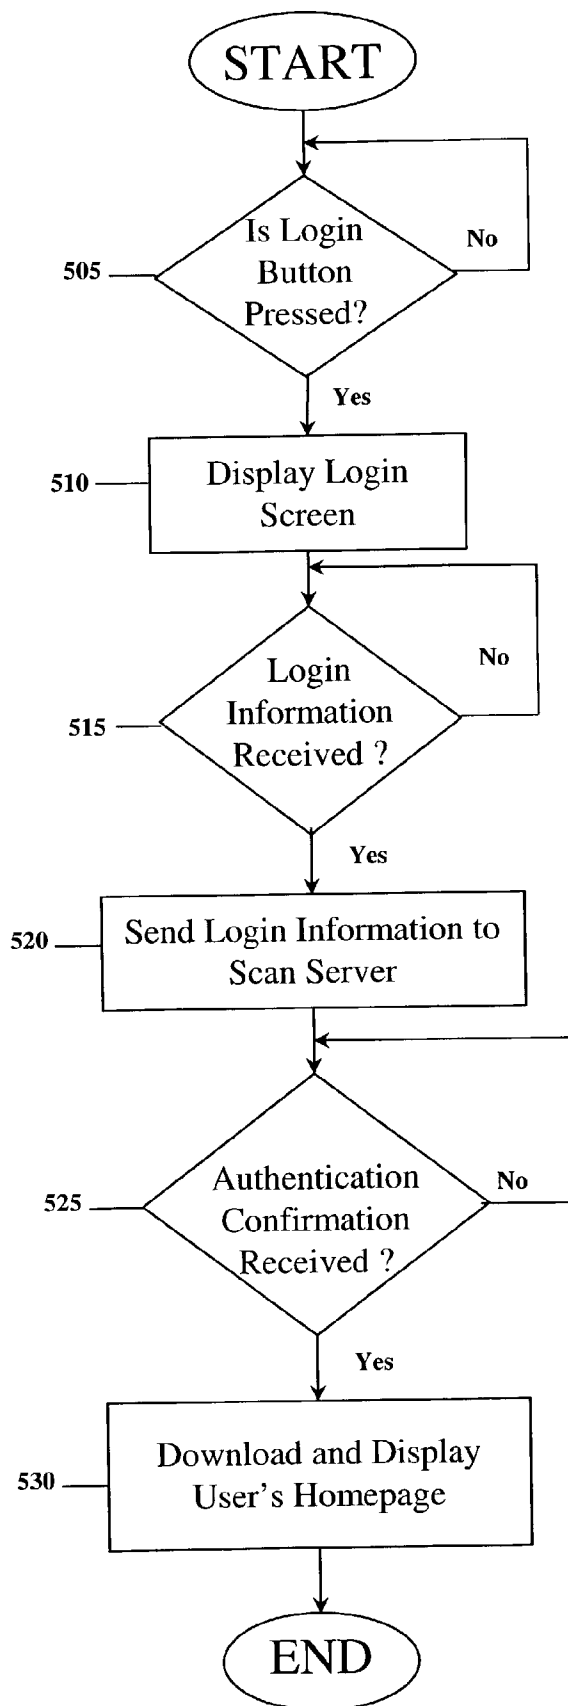 START
Is Login
Button
Pressed?
No
505
Yes
510
Display Login
Screen
Login
Information
Received ?
No
515
Yes
520
Send Login Information to
Scan Server
Authentication
Confirmation
Received ?
No
525
Yes
530
Download and Display
User's Homepage
END